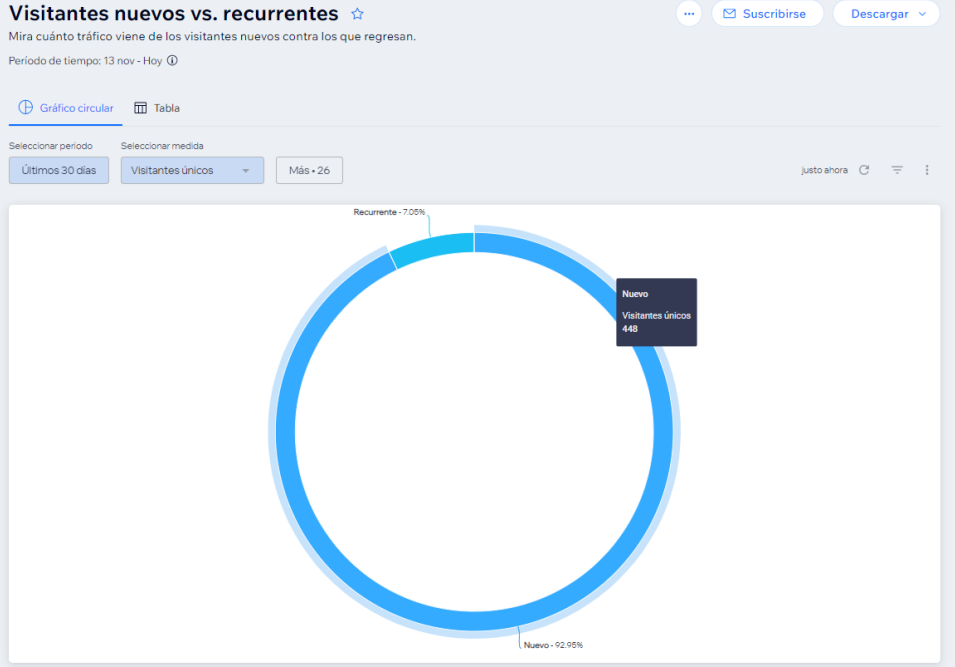 Visitantes nuevos vs. recurrentes
Suscribirse
Descargar
Mira cuánto tráfico viene de los visitantes nuevos contra los que regresan.
Período de tiempo: 13 nov - Hoy
Gráfico circular
Tabla
Seleccionar periodo
Seleccionar medida
Últimos 30 días
Visitantes únicos
Más • 26
justo ahora
Recurrente - 7.05%
Nuevo
Visitantes únicos
448
Nuevo - 92.95%